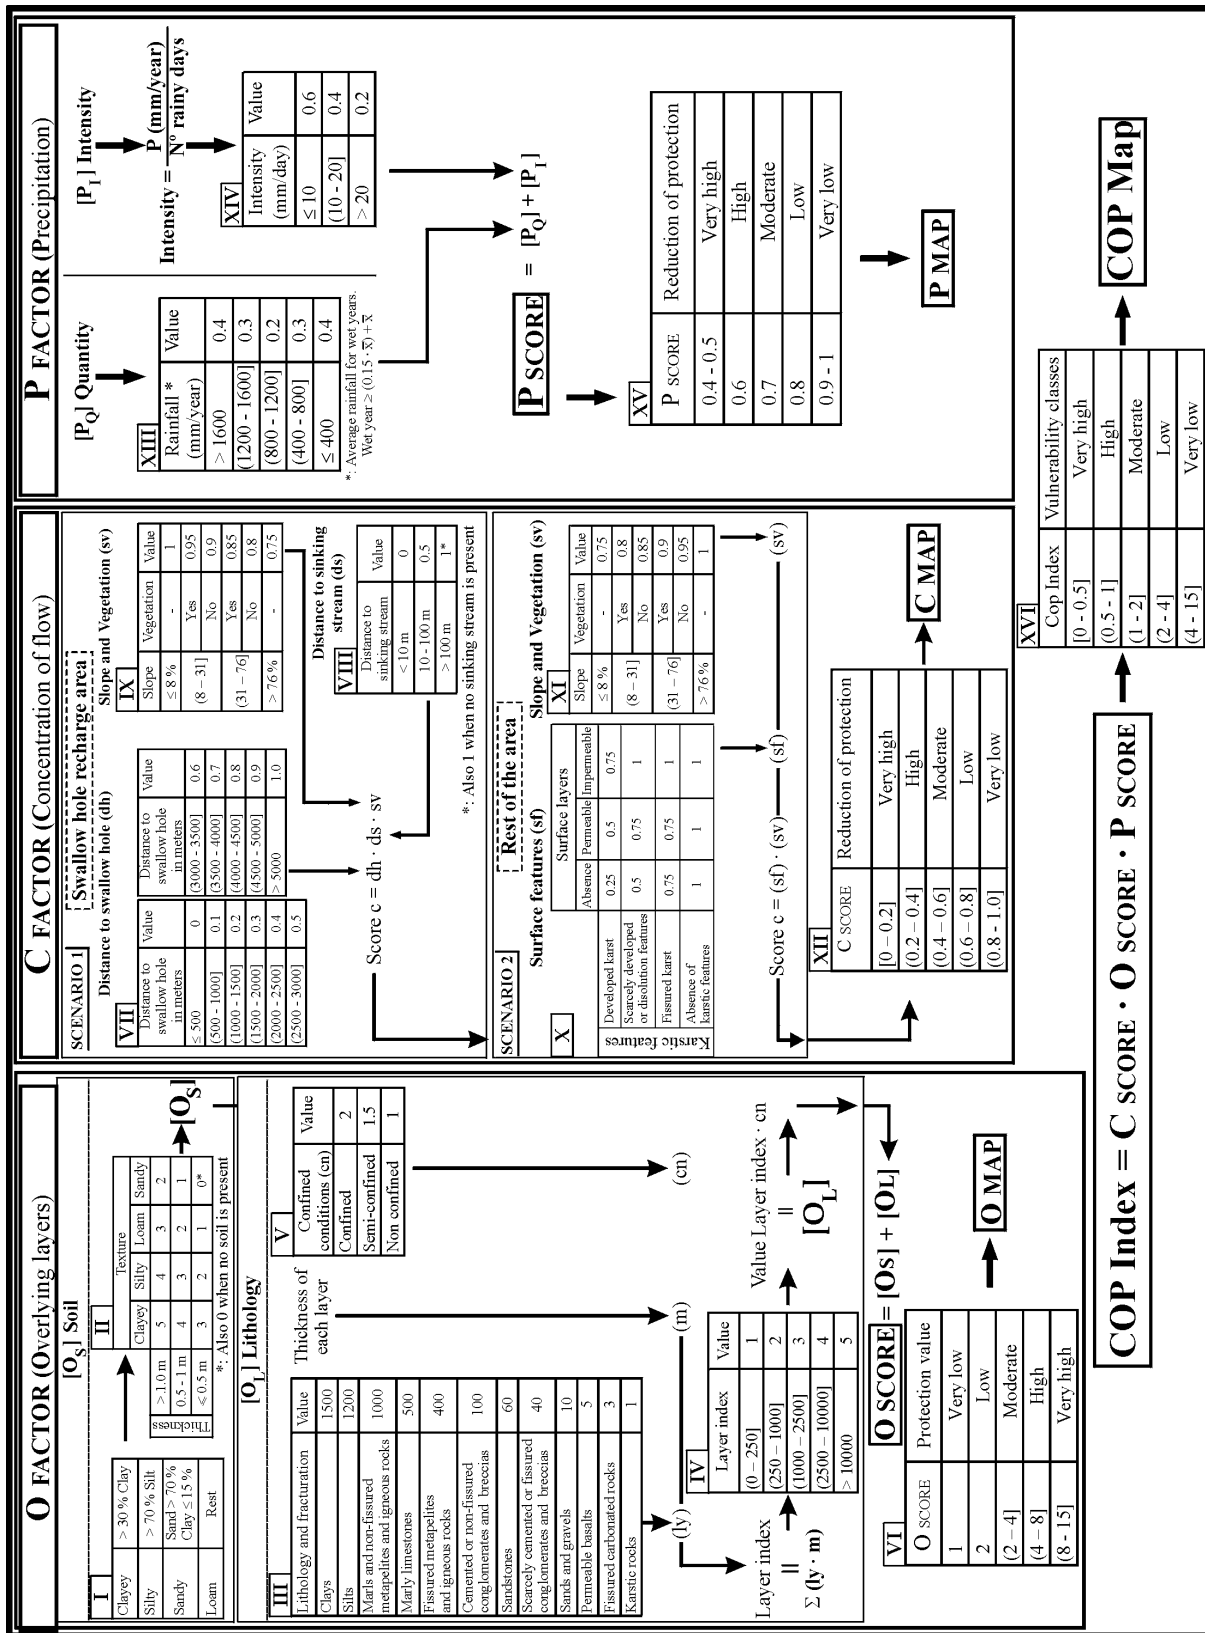 O FACTOR (Overlying layers)
[O_S] Soil
I
Clayey > 30 % Clay
Silty > 70 % Silt
Sandy Sand > 70 % Clay ≤ 15 %
Loam Rest
II
Texture
Clayey Silty Loam Sandy
Thickness
> 1.0 m 5 4 3 2
0.5 - 1 m 4 3 2 1
≤ 0.5 m 3 2 1 0*
*: Also 0 when no soil is present
[O_S]
[O_L] Lithology
III
Lithology and fracturation Value
Clays 1500
Silts 1200
Marls and non-fissured metapelites and igneous rocks 1000
Marly limestones 500
Fissured metapelites and igneous rocks 400
Cemented or non-fissured conglomerates and breccias 100
Sandstones 60
Scarcely cemented or fissured conglomerates and breccias 40
Sands and gravels 10
Permeable basalts 5
Fissured carbonated rocks 3
Karstic rocks 1
Thickness of
each layer
V
Confined conditions (cn) Value
Confined 2
Semi-confined 1.5
Non confined 1
(ly) (m) (cn)
Layer index
||
Σ (ly · m)
IV
Layer index Value
(0 – 250] 1
(250 – 1000] 2
(1000 – 2500] 3
(2500 – 10000] 4
> 10000 5
Value Layer index · cn
||
[O_L]
O SCORE = [OS] + [OL]
VI
O SCORE Protection value
1 Very low
2 Low
(2 – 4] Moderate
(4 – 8] High
(8 - 15] Very high
O MAP
C FACTOR (Concentration of flow)
SCENARIO 1
Swallow hole recharge area
Distance to swallow hole (dh)
VII
Distance to swallow hole in meters Value
≤ 500 0
(500 - 1000] 0.1
(1000 - 1500] 0.2
(1500 - 2000] 0.3
(2000 - 2500] 0.4
(2500 - 3000] 0.5
Distance to swallow hole in meters Value
(3000 - 3500] 0.6
(3500 - 4000] 0.7
(4000 - 4500] 0.8
(4500 - 5000] 0.9
> 5000 1.0
Slope and Vegetation (sv)
IX
Slope Vegetation Value
≤ 8 % - 1
(8 – 31] Yes 0.95
No 0.9
(31 – 76] Yes 0.85
No 0.8
> 76 % - 0.75
Distance to sinking
stream (ds)
VIII
Distance to sinking stream Value
< 10 m 0
10 - 100 m 0.5
> 100 m 1*
Score c = dh · ds · sv
*: Also 1 when no sinking stream is present
SCENARIO 2
Rest of the area
Surface features (sf)
X
Surface layers
Absence Permeable Impermeable
Karstic features
Developed karst 0.25 0.5 0.75
Scarcely developed or disolution features 0.5 0.75 1
Fissured karst 0.75 0.75 1
Absence of karstic features 1 1 1
Slope and Vegetation (sv)
XI
Slope Vegetation Value
≤ 8 % - 0.75
(8 – 31] Yes 0.8
No 0.85
(31 – 76] Yes 0.9
No 0.95
> 76 % - 1
Score c = (sf) · (sv) (sf) (sv)
XII
C SCORE Reduction of protection
[0 – 0.2] Very high
(0.2 – 0.4] High
(0.4 – 0.6] Moderate
(0.6 – 0.8] Low
(0.8 - 1.0] Very low
C MAP
P FACTOR (Precipitation)
[P_Q] Quantity
XIII
Rainfall * (mm/year) Value
> 1600 0.4
(1200 - 1600] 0.3
(800 - 1200] 0.2
(400 - 800] 0.3
≤ 400 0.4
*: Average rainfall for wet years.
Wet year ≥ (0.15 · x̄) + x̄
[P_I] Intensity
Intensity = P (mm/year)
Nº rainy days
XIV
Intensity (mm/day) Value
≤ 10 0.6
(10 - 20] 0.4
> 20 0.2
P SCORE = [P_Q] + [P_I]
XV
P SCORE Reduction of protection
0.4 - 0.5 Very high
0.6 High
0.7 Moderate
0.8 Low
0.9 - 1 Very low
P MAP
COP Index = C SCORE · O SCORE · P SCORE
XVI
Cop Index Vulnerability classes
[0 - 0.5] Very high
(0.5 - 1] High
(1 - 2] Moderate
(2 - 4] Low
(4 - 15] Very low
COP Map